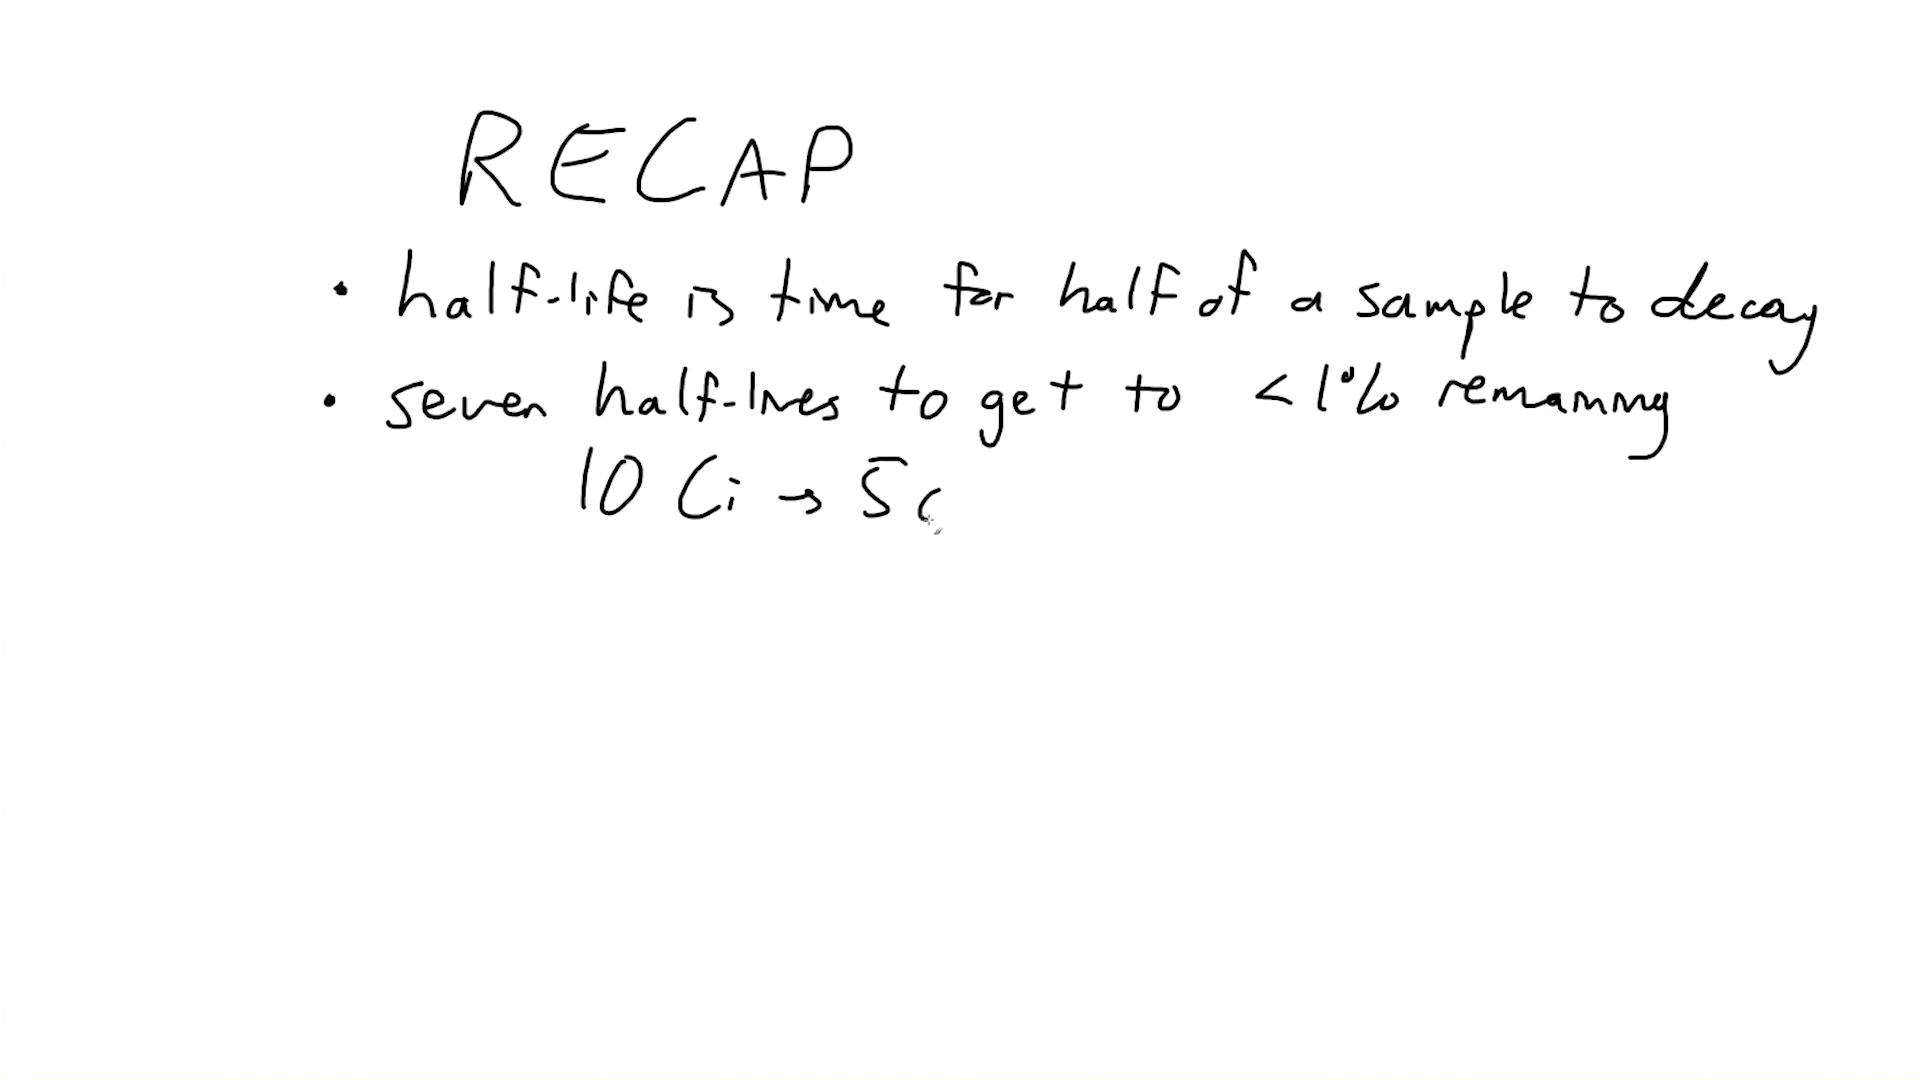 RECAP
• half-life is time for half of a sample to decay
• seven half-lives to get to <1% remaining
10 Ci → 5 C